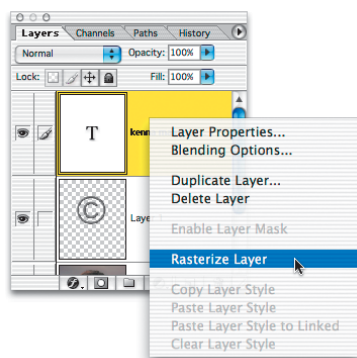 Layers Channels Paths History
Normal Opacity: 100%
Lock: Fill: 100%
T
Layer Properties...
Blending Options...
Duplicate Layer...
Delete Layer
©
Layer
Enable Layer Mask
Rasterize Layer
Copy Layer Style
Paste Layer Style
Paste Layer Style to Linked
Clear Layer Style